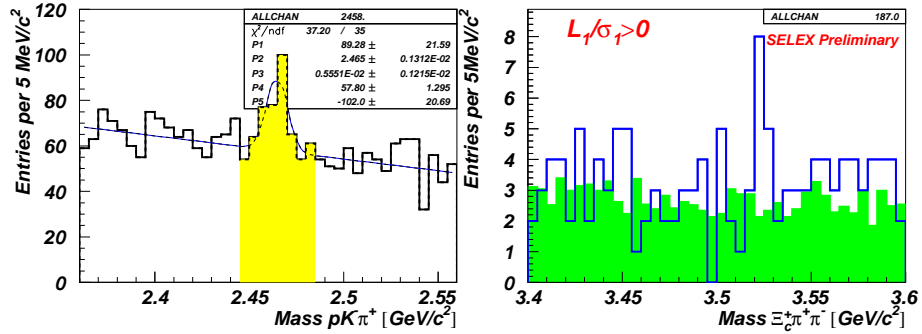 Entries per 5 MeV/c²
120
100
80
60
40
20
0
ALLCHAN 2458.
χ²/ndf 37.20 / 35
P1 89.28 ± 21.59
P2 2.465 ± 0.1312E-02
P3 0.5551E-02 ± 0.1215E-02
P4 57.80 ± 1.295
P5 -102.0 ± 20.69
2.4 2.45 2.5 2.55
Mass pK⁻π⁺ [GeV/c²]
Entries per 5MeV/c²
8
7
6
5
4
3
2
1
0
L₁/σ₁>0
ALLCHAN 187.0
SELEX Preliminary
3.4 3.45 3.5 3.55 3.6
Mass Ξc⁺π⁺π⁻ [GeV/c²]